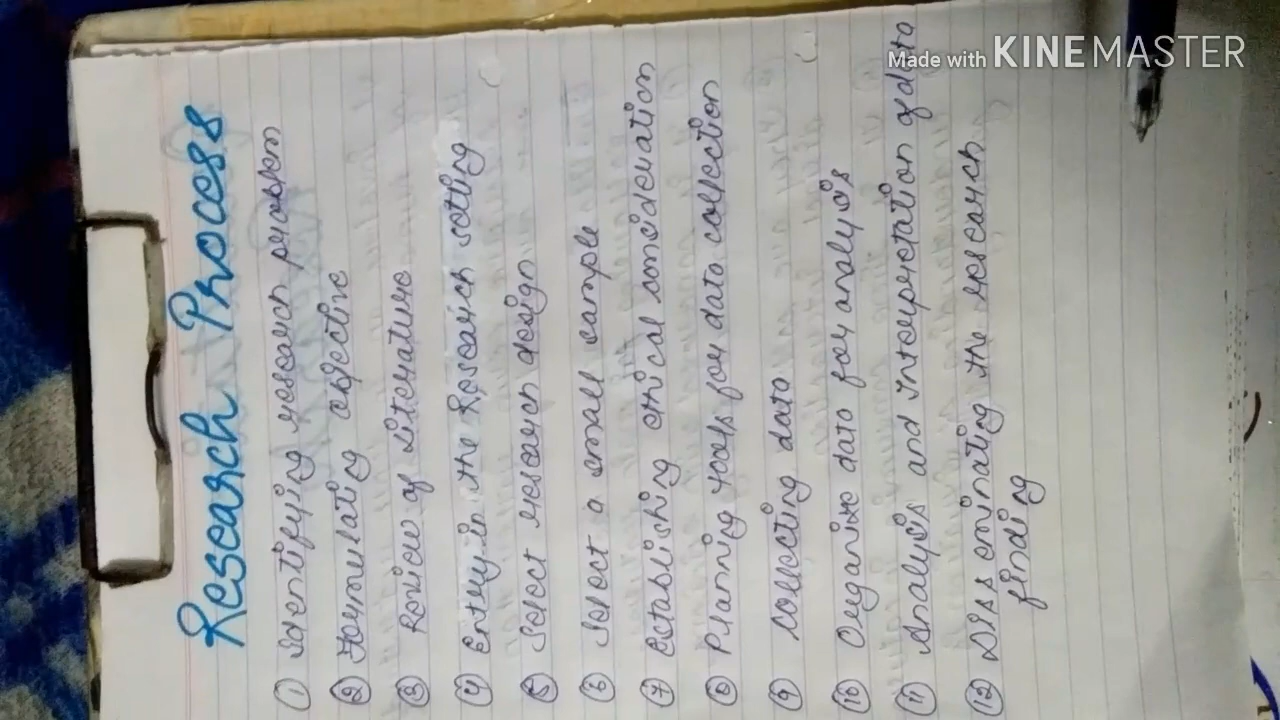 Research Process
① Identifying research problem
② Formulating objective
③ Review of Literature
④ Entry in the Research setting
⑤ Select research design
⑥ Select a small sample
⑦ Establishing ethical consideration
⑧ Planning tools for data collection
⑨ collecting data
⑩ Organise data for analysis
⑪ Analysis and interpretation of data
⑫ Disseminating the research
finding
Made with KINEMASTER